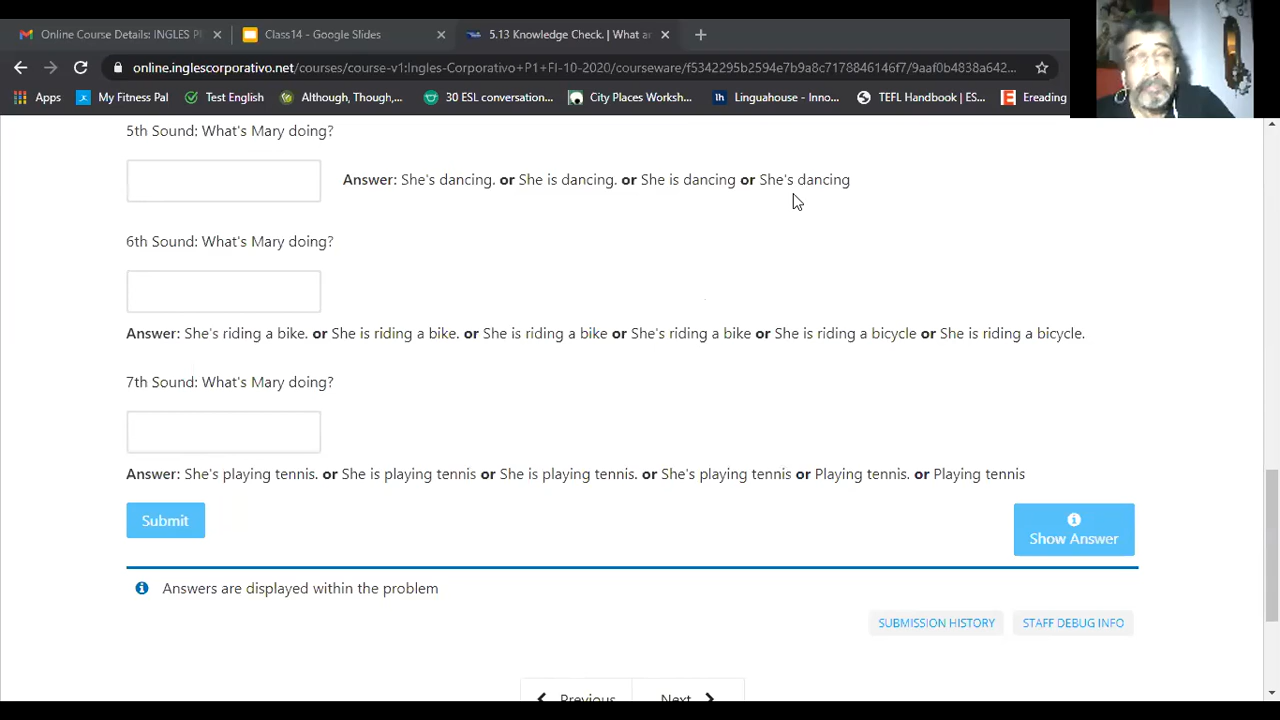 Online Course Details: INGLES P
Class14 - Google Slides
5.13 Knowledge Check. | What a
online.inglescorporativo.net/courses/course-v1:Ingles-Corporativo+P1+FI-10-2020/courseware/f5342295b2594e7b9a8c7178846146f7/9aaf0b4838a642...
Apps
My Fitness Pal
Test English
Although, Though,...
30 ESL conversation...
City Places Worksh...
lh
Linguahouse - Inno...
TEFL Handbook | ES...
E
Ereading
5th Sound: What's Mary doing?
Answer: She's dancing. or She is dancing. or She is dancing or She's dancing
6th Sound: What's Mary doing?
Answer: She's riding a bike. or She is riding a bike. or She is riding a bike or She's riding a bike or She is riding a bicycle or She is riding a bicycle.
7th Sound: What's Mary doing?
Answer: She's playing tennis. or She is playing tennis or She is playing tennis. or She's playing tennis or Playing tennis. or Playing tennis
Submit
Show Answer
Answers are displayed within the problem
SUBMISSION HISTORY
STAFF DEBUG INFO
Previous
Next